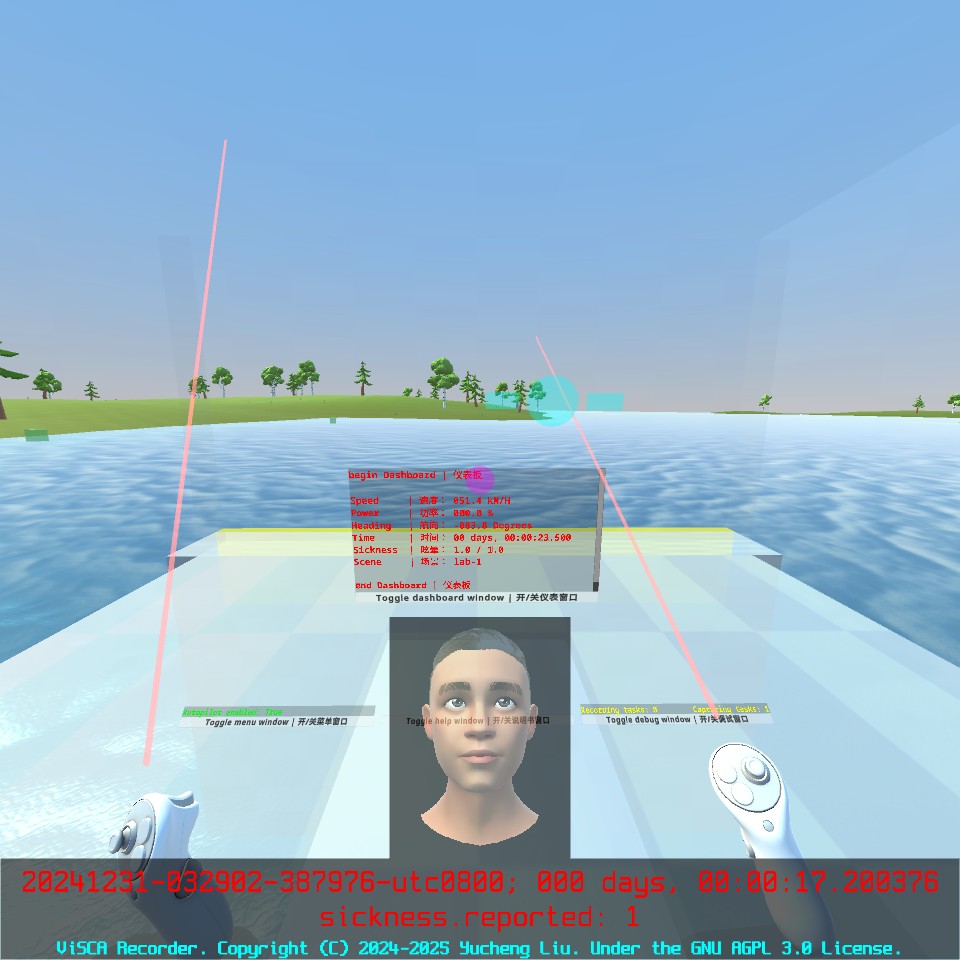 begin Dashboard | 仪表板
Speed | 速度： 051.4 kM/H
Power | 功率： 000.0 %
Heading | 航向： -083.0 Degrees
Time | 时间： 00 days, 00:00:23.500
Sickness | 眩晕： 1.0 / 1.0
Scene | 场景： lab-1
end Dashboard | 仪表板
Toggle dashboard window | 开/关仪表窗口
Autopilot enabled: True
Toggle menu window | 开/关菜单窗口
Toggle help window | 开/关说明书窗口
Recording tasks: 0 Capturing tasks: 1
Toggle debug window | 开/关调试窗口
20241231-032902-387976-utc0800; 000 days, 00:00:17.200376
sickness.reported: 1
ViSCA Recorder. Copyright (C) 2024-2025 Yucheng Liu. Under the GNU AGPL 3.0 License.